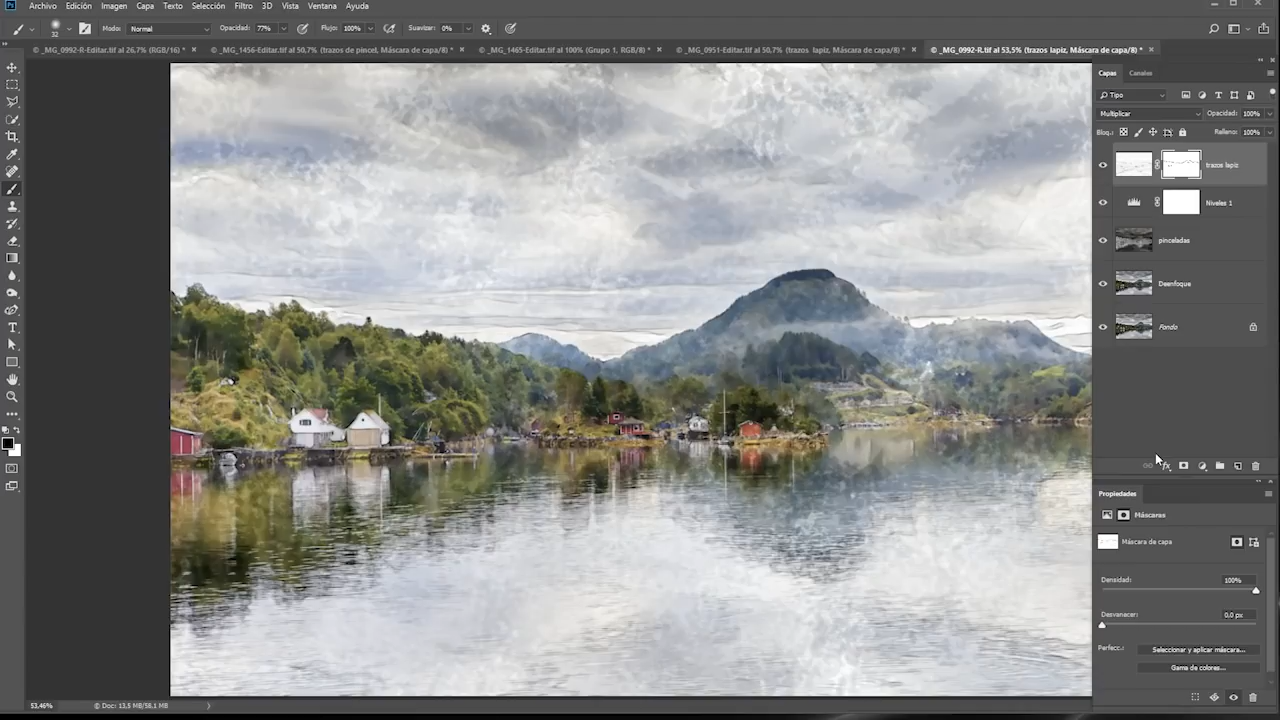 Ps Archivo Edición Imagen Capa Texto Selección Filtro 3D Vista Ventana Ayuda
32 Modo: Normal Opacidad: 77% Flujo: 100% Suavizar: 0%
© _MG_0992-R-Editar.tif al 26,7% (RGB/16) * × © _MG_1456-Editar.tif al 50,7% (trazos de pincel, Máscara de capa/8) * × © _MG_1465-Editar.tif al 100% (Grupo 1, RGB/8) * × © _MG_0951-Editar.tif al 50,7% (trazos lapiz, Máscara de capa/8) * × © _MG_0992-R.tif al 53,5% (trazos lapiz, Máscara de capa/8) * ×
Capas Canales
Tipo
Multiplicar Opacidad: 100%
Bloq.: Relleno: 100%
trazos lapiz
Niveles 1
pinceladas
Deenfoque
Fondo
fx
Propiedades
Máscaras
Máscara de capa
Densidad: 100%
Desvanecer: 0,0 px
Perfecc.: Seleccionar y aplicar máscara...
Gama de colores...
53,46% © Doc: 13,5 MB/58,1 MB